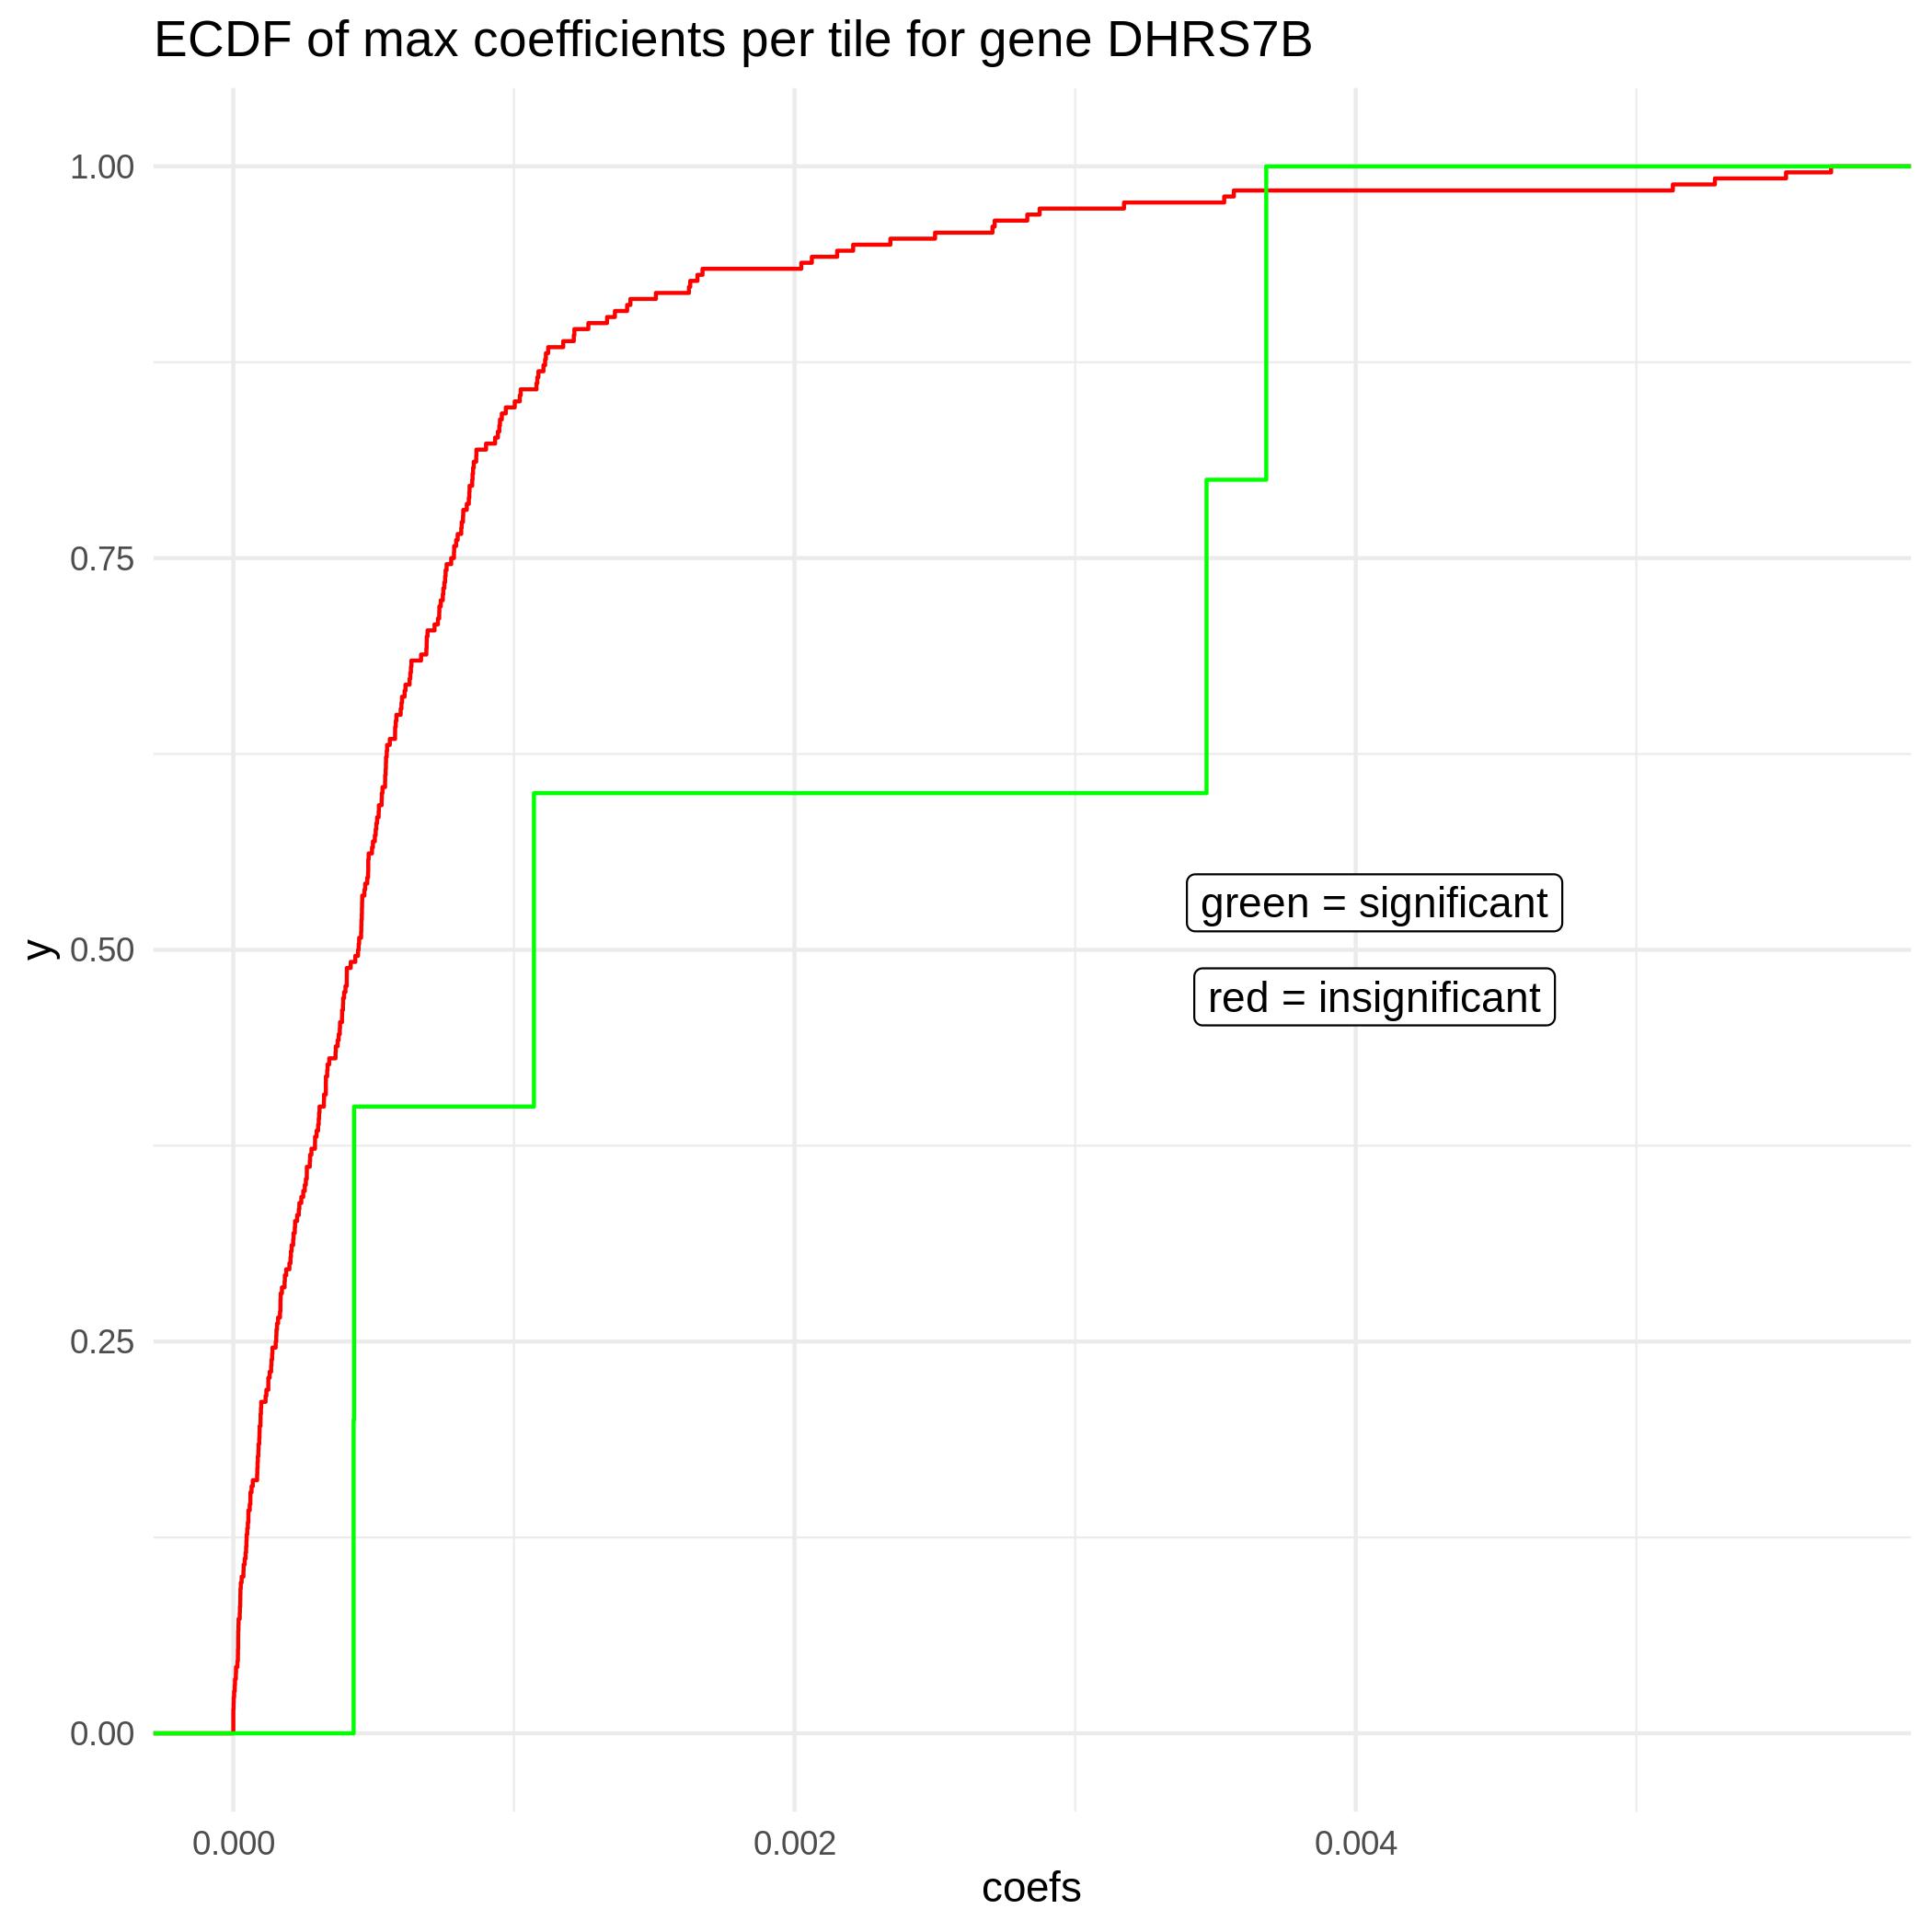 ECDF of max coefficients per tile for gene DHRS7B
1.00
0.75
0.50
0.25
0.00
y
green = significant
red = insignificant
0.000
0.002
0.004
coefs